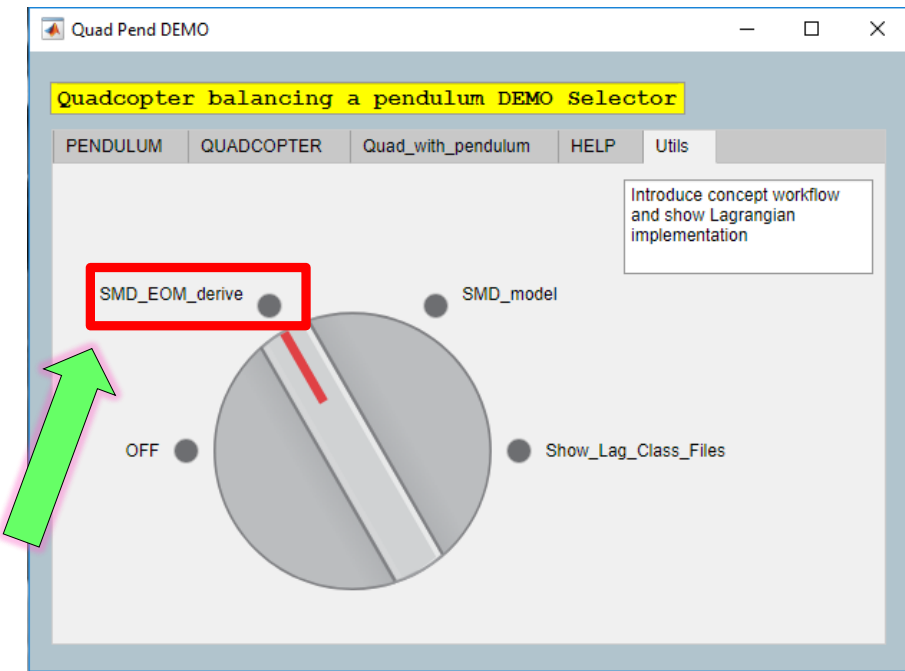 Quad Pend DEMO
Quadcopter balancing a pendulum DEMO Selector
PENDULUM QUADCOPTER Quad_with_pendulum HELP Utils
Introduce concept workflow
and show Lagrangian
implementation
SMD_EOM_derive SMD_model
OFF Show_Lag_Class_Files